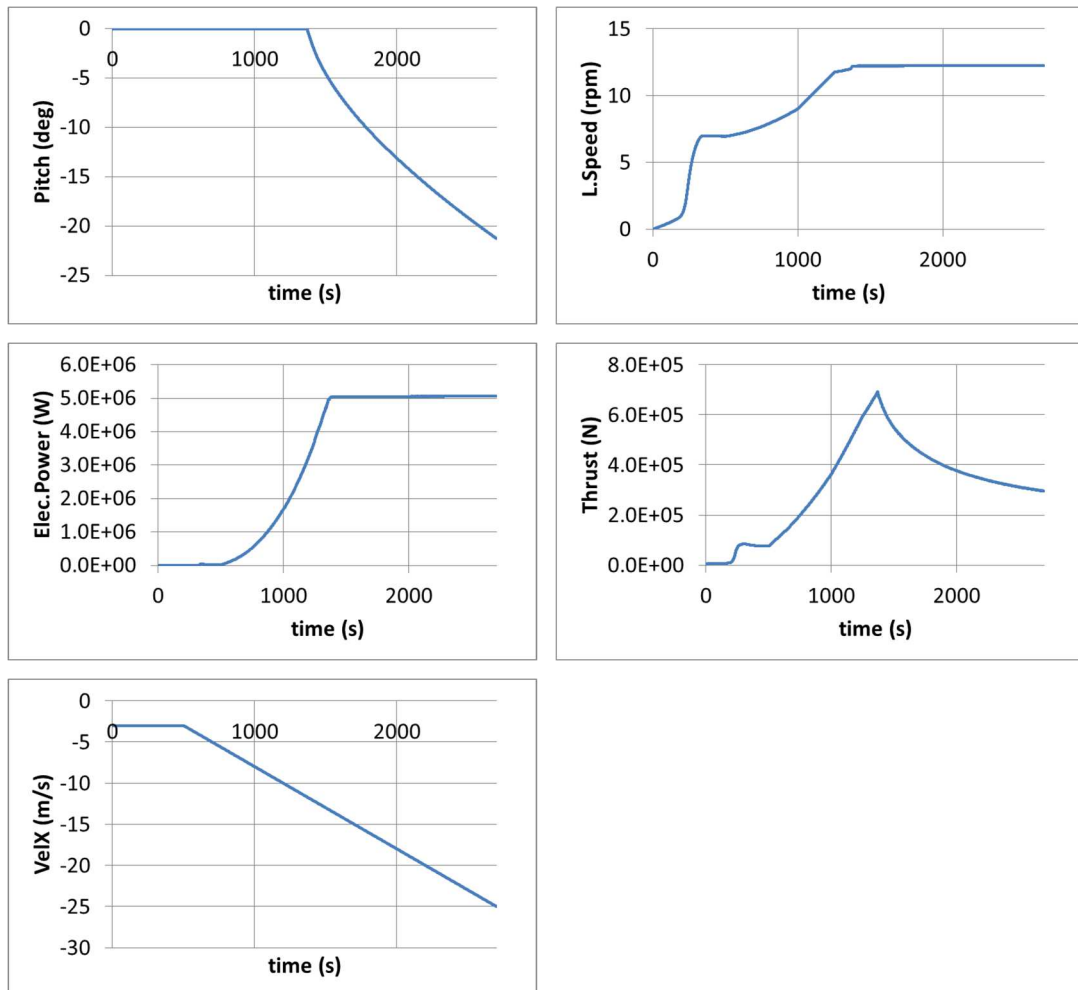 0
-5
-10
-15
-20
-25
0 1000 2000
Pitch (deg)
time (s)
15
10
5
0
0 1000 2000
L.Speed (rpm)
time (s)
6.0E+06
5.0E+06
4.0E+06
3.0E+06
2.0E+06
1.0E+06
0.0E+00
0 1000 2000
Elec.Power (W)
time (s)
8.0E+05
6.0E+05
4.0E+05
2.0E+05
0.0E+00
0 1000 2000
Thrust (N)
time (s)
0
-5
-10
-15
-20
-25
-30
0 1000 2000
VelX (m/s)
time (s)